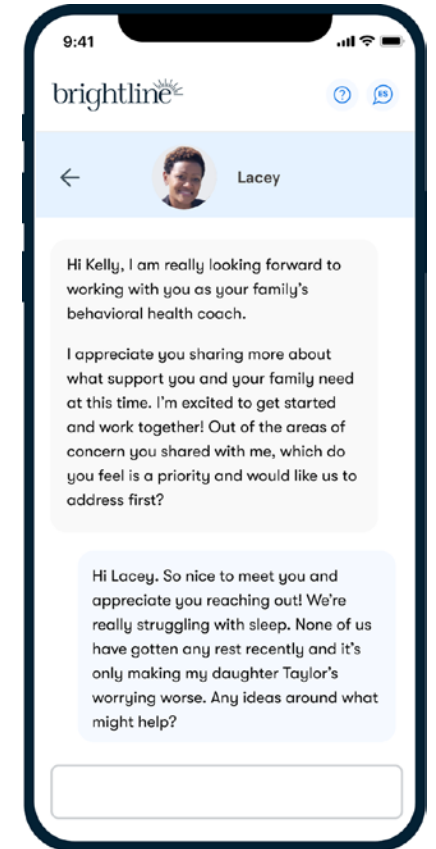 9:41
brightline
ES
Lacey
Hi Kelly, I am really looking forward to
working with you as your family's
behavioral health coach.
I appreciate you sharing more about
what support you and your family need
at this time. I'm excited to get started
and work together! Out of the areas of
concern you shared with me, which do
you feel is a priority and would like us to
address first?
Hi Lacey. So nice to meet you and
appreciate you reaching out! We're
really struggling with sleep. None of us
have gotten any rest recently and it's
only making my daughter Taylor's
worrying worse. Any ideas around what
might help?